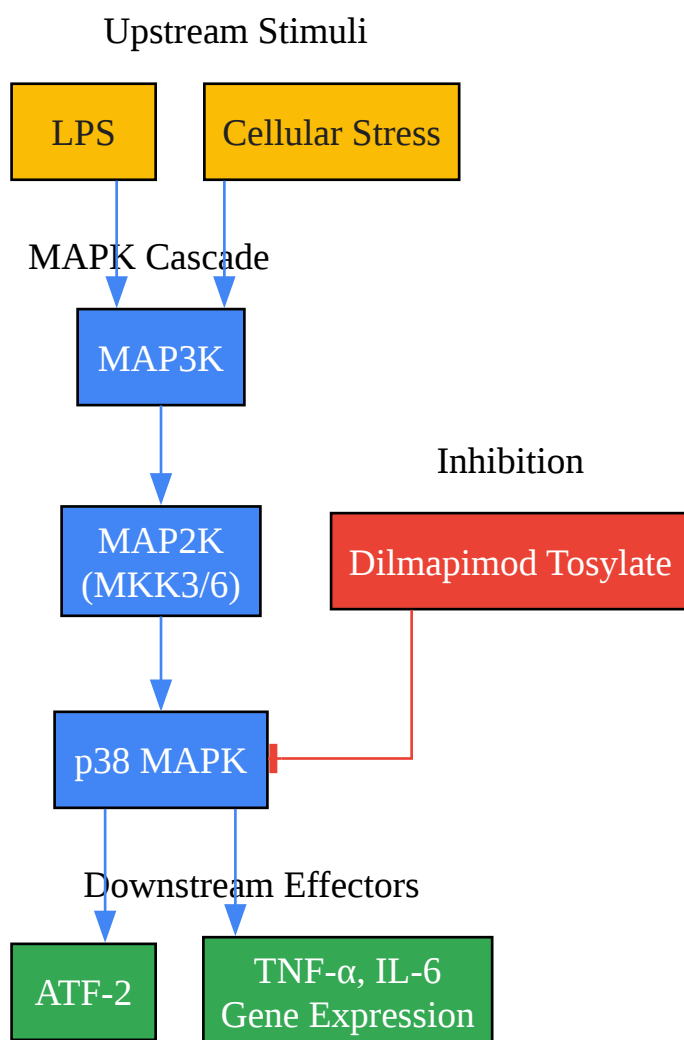 Upstream Stimuli
LPS
Cellular Stress
MAPK Cascade
MAP3K
Inhibition
MAP2K
(MKK3/6)
Dilmapimod Tosylate
p38 MAPK
Downstream Effectors
ATF-2
TNF-α, IL-6
Gene Expression